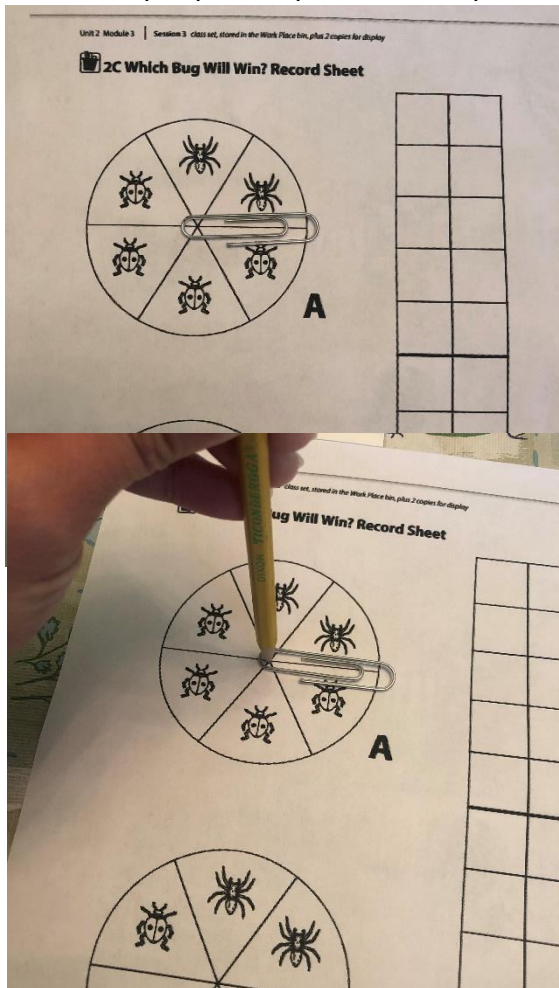 Unit 2 Module 3 | Session 3 class set, stored in the Work Place bin, plus 2 copies for display
2C Which Bug Will Win? Record Sheet
A
class set, stored in the Work Place bin, plus 2 copies for display
ug Will Win? Record Sheet
DIXON TICONDEROGA
A